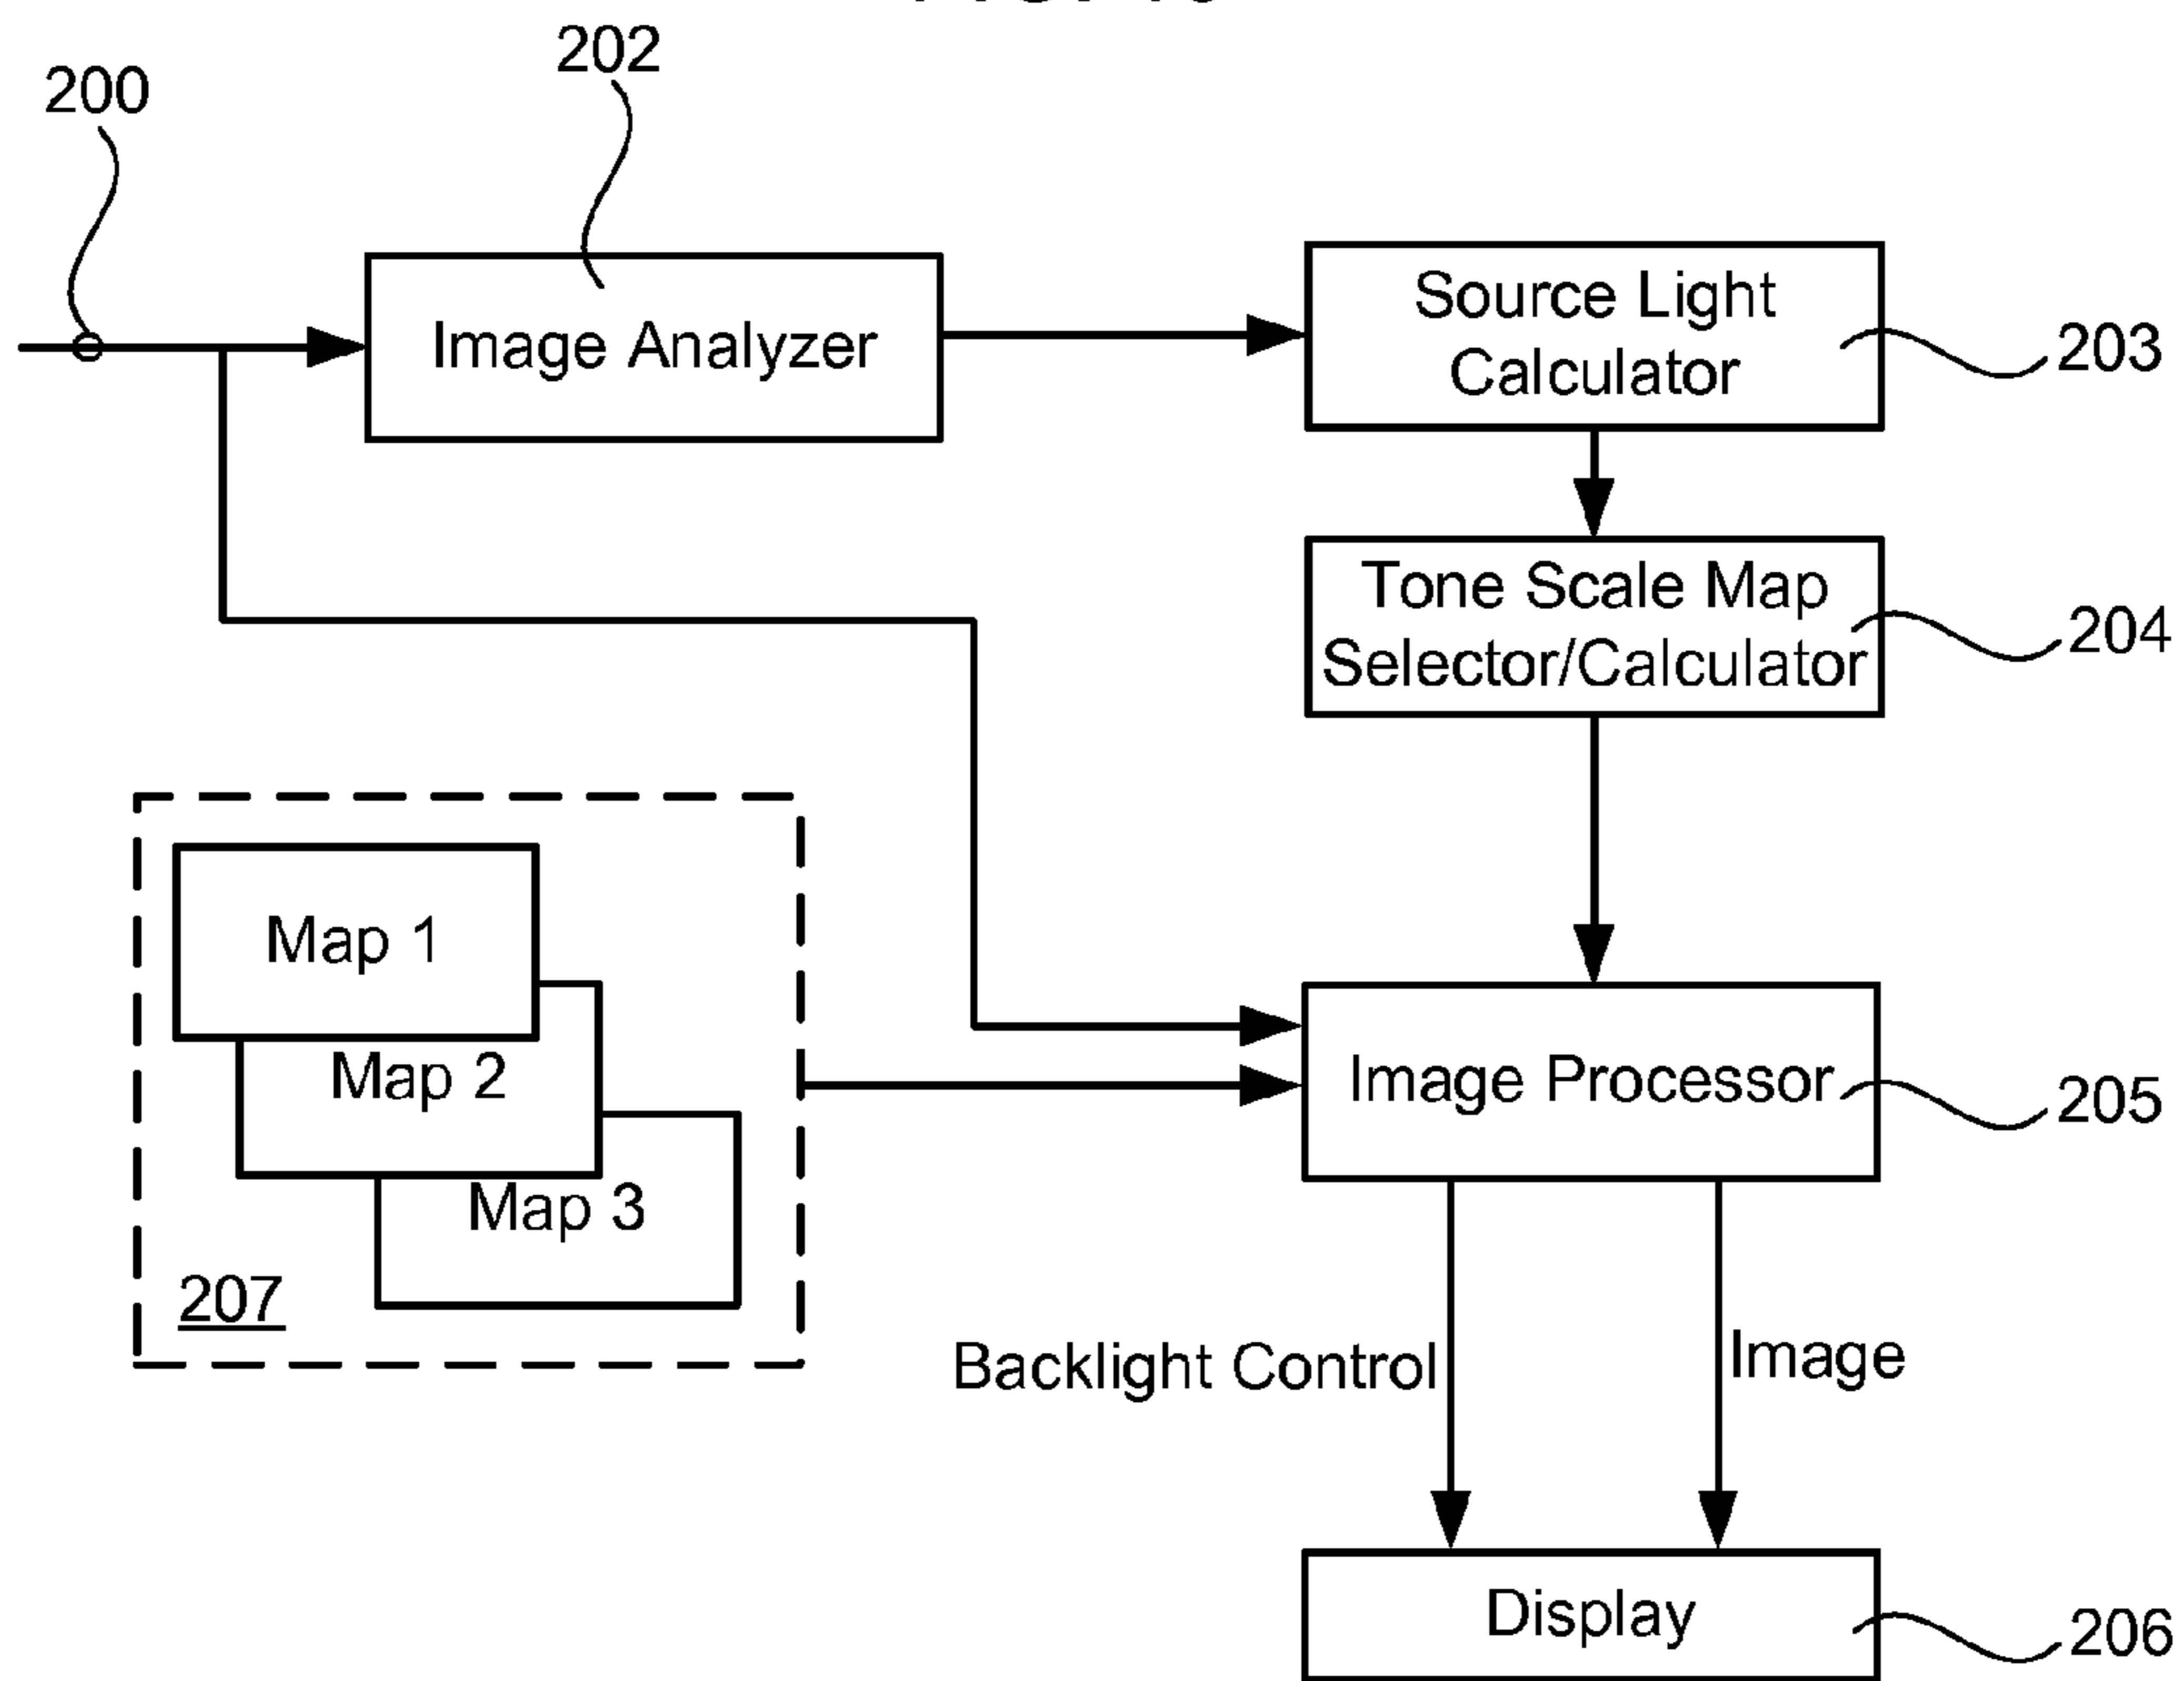 200
202
Image Analyzer
Source Light
Calculator
203
Tone Scale Map
Selector/Calculator
204
Map 1
Map 2
Map 3
207
Image Processor
205
Backlight Control
Image
Display
206